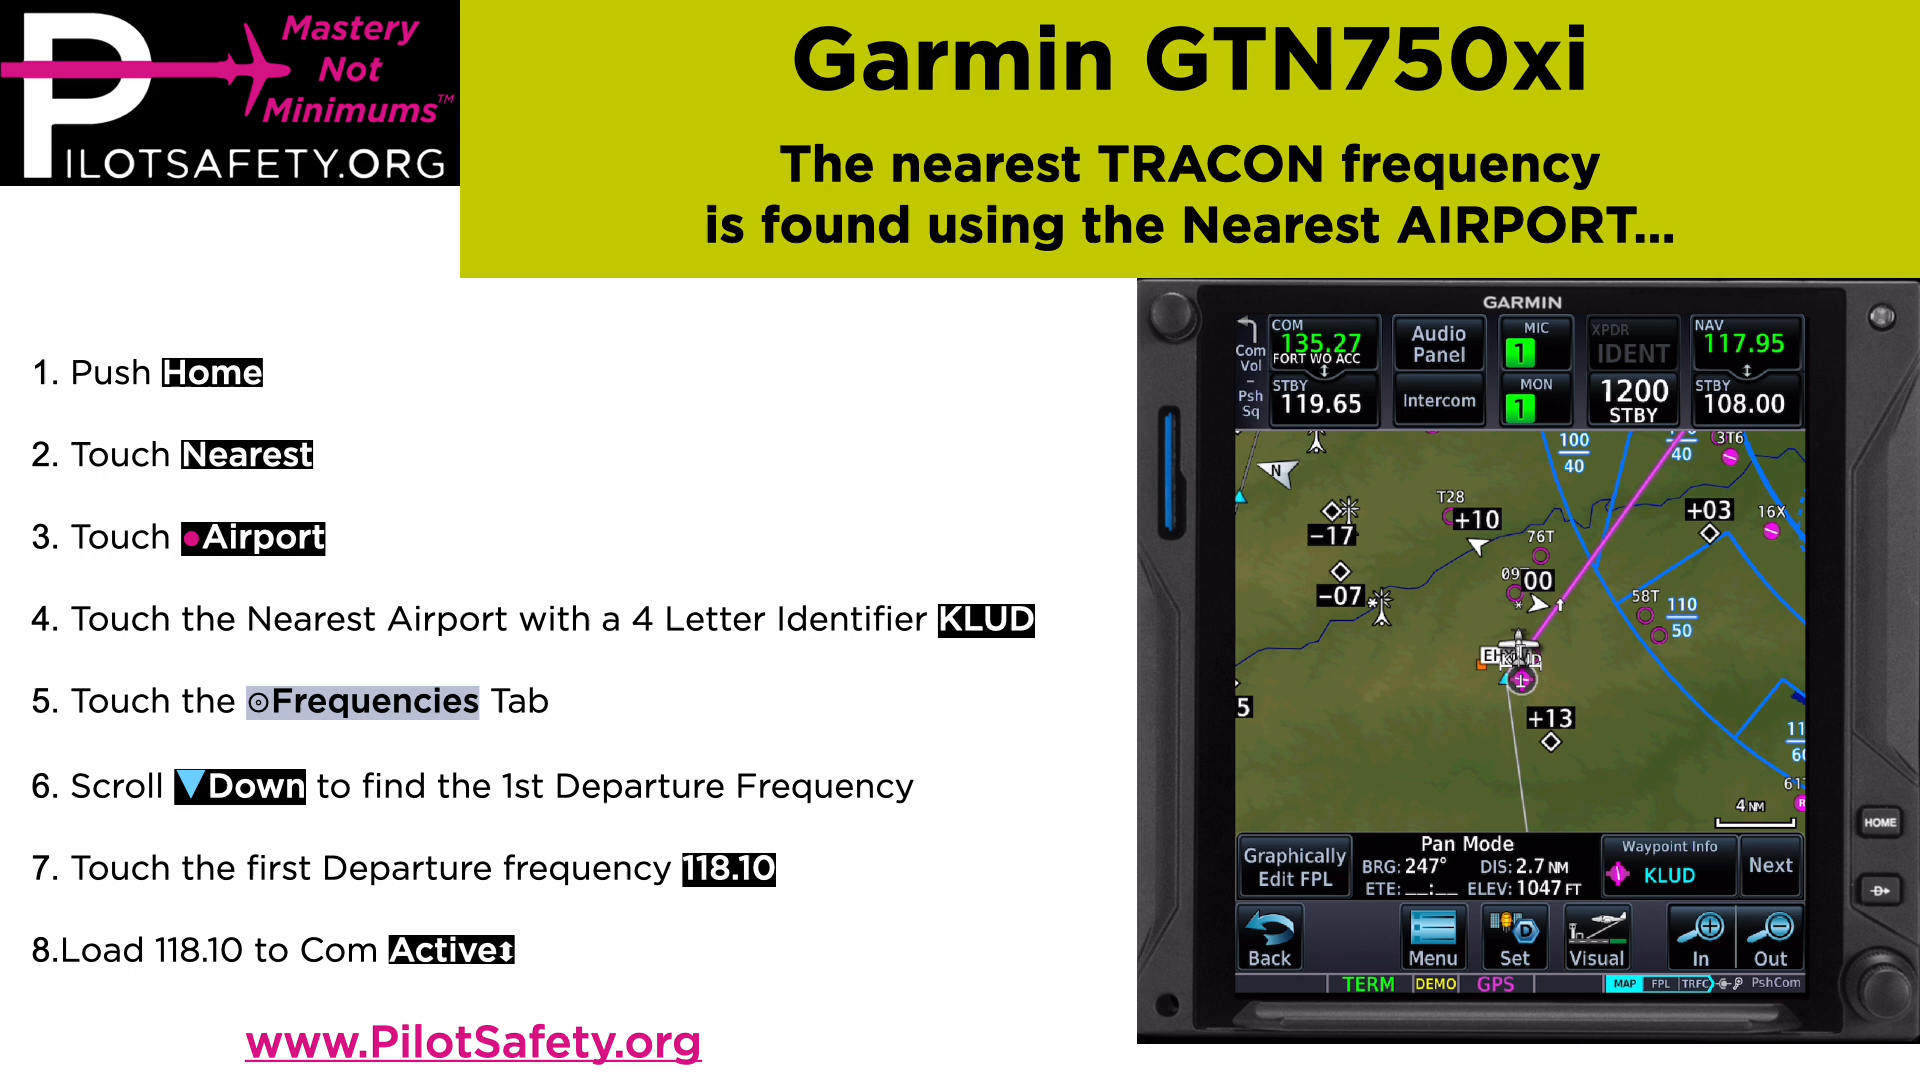 Mastery
Not
Minimums™
PILOTSAFETY.ORG
Garmin GTN750xi
The nearest TRACON frequency
is found using the Nearest AIRPORT...
1. Push Home
2. Touch Nearest
3. Touch Airport
4. Touch the Nearest Airport with a 4 Letter Identifier KLUD
5. Touch the Frequencies Tab
6. Scroll Down to find the 1st Departure Frequency
7. Touch the first Departure frequency 118.10
8.Load 118.10 to Com Active
www.PilotSafety.org
GARMIN
Com
Vol
–
Psh
Sq
COM
135.27
FORT WO ACC
STBY
119.65
Audio
Panel
Intercom
MIC
1
MON
1
XPDR
IDENT
1200
STBY
NAV
117.95
STBY
108.00
N
100
40
40
3T6
T28
+10
-17
+03
16X
76T
-07
00
58T
110
50
5
+13
4 NM
Graphically
Edit FPL
Pan Mode
BRG: 247° DIS: 2.7 NM
ETE: __:__ ELEV: 1047 FT
Waypoint Info
KLUD
Next
Back
Menu
Set
Visual
In
Out
TERM DEMO GPS
MAP FPL TRFC PshCom
HOME
D